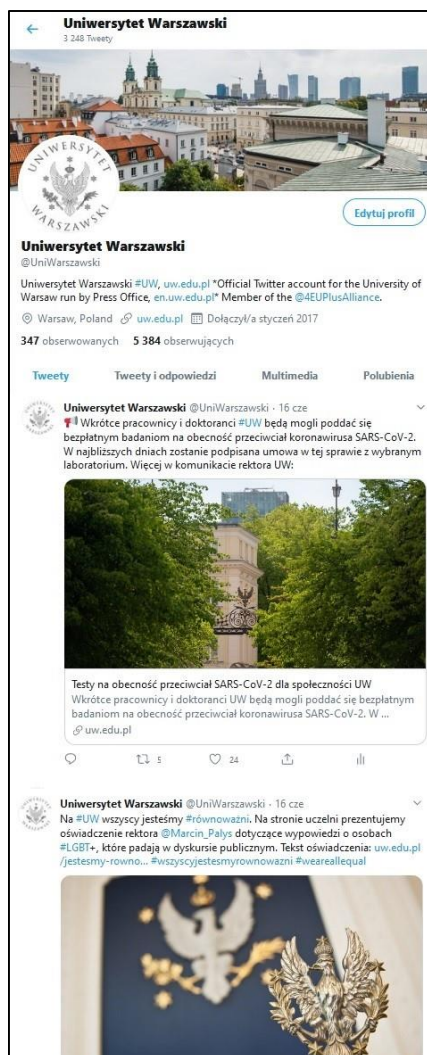 Uniwersytet Warszawski
3 248 Tweety
UNIWERSYTET
WARSZAWSKI
Edytuj profil
Uniwersytet Warszawski
@UniWarszawski
Uniwersytet Warszawski #UW, uw.edu.pl *Official Twitter account for the University of
Warsaw run by Press Office, en.uw.edu.pl* Member of the @4EUPlusAlliance.
Warsaw, Poland uw.edu.pl Dołączył/a styczeń 2017
347 obserwowanych 5 384 obserwujących
Tweety Tweety i odpowiedzi Multimedia Polubienia
Uniwersytet Warszawski @UniWarszawski · 16 cze
Wkrótce pracownicy i doktoranci #UW będą mogli poddać się
bezpłatnym badaniom na obecność przeciwciał koronawirusa SARS-CoV-2.
W najbliższych dniach zostanie podpisana umowa w tej sprawie z wybranym
laboratorium. Więcej w komunikacie rektora UW:
Testy na obecność przeciwciał SARS-CoV-2 dla społeczności UW
Wkrótce pracownicy i doktoranci UW będą mogli poddać się bezpłatnym
badaniom na obecność przeciwciał koronawirusa SARS-CoV-2. W ...
uw.edu.pl
5 24
Uniwersytet Warszawski @UniWarszawski · 16 cze
Na #UW wszyscy jesteśmy #równoważni. Na stronie uczelni prezentujemy
oświadczenie rektora @Marcin_Palys dotyczące wypowiedzi o osobach
#LGBT+, które padają w dyskursie publicznym. Tekst oświadczenia: uw.edu.pl
/jestesmy-rowno... #wszyscyjestesmyrownowazni #weareallequal